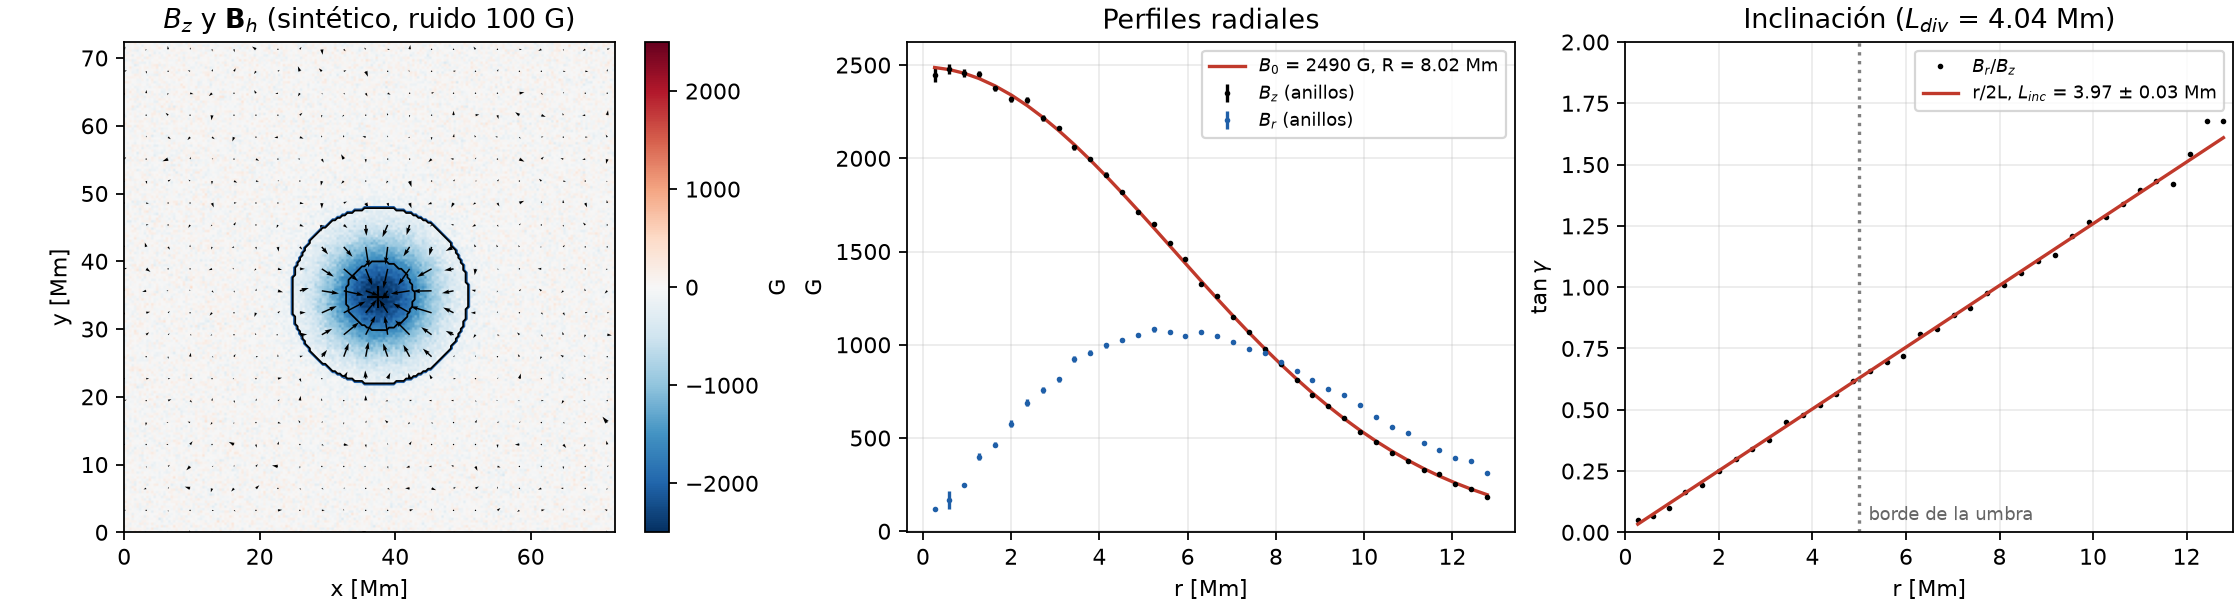 B_z y B_h (sintético, ruido 100 G)
70
60
50
40
30
20
10
0
0 20 40 60
y [Mm]
x [Mm]
2000
1000
0
−1000
−2000
G
Perfiles radiales
G
2500
2000
1500
1000
500
0
0 2 4 6 8 10 12
r [Mm]
B_0 = 2490 G, R = 8.02 Mm
B_z (anillos)
B_r (anillos)
Inclinación (L_div = 4.04 Mm)
tan γ
2.00
1.75
1.50
1.25
1.00
0.75
0.50
0.25
0.00
0 2 4 6 8 10 12
r [Mm]
B_r/B_z
r/2L, L_inc = 3.97 ± 0.03 Mm
borde de la umbra